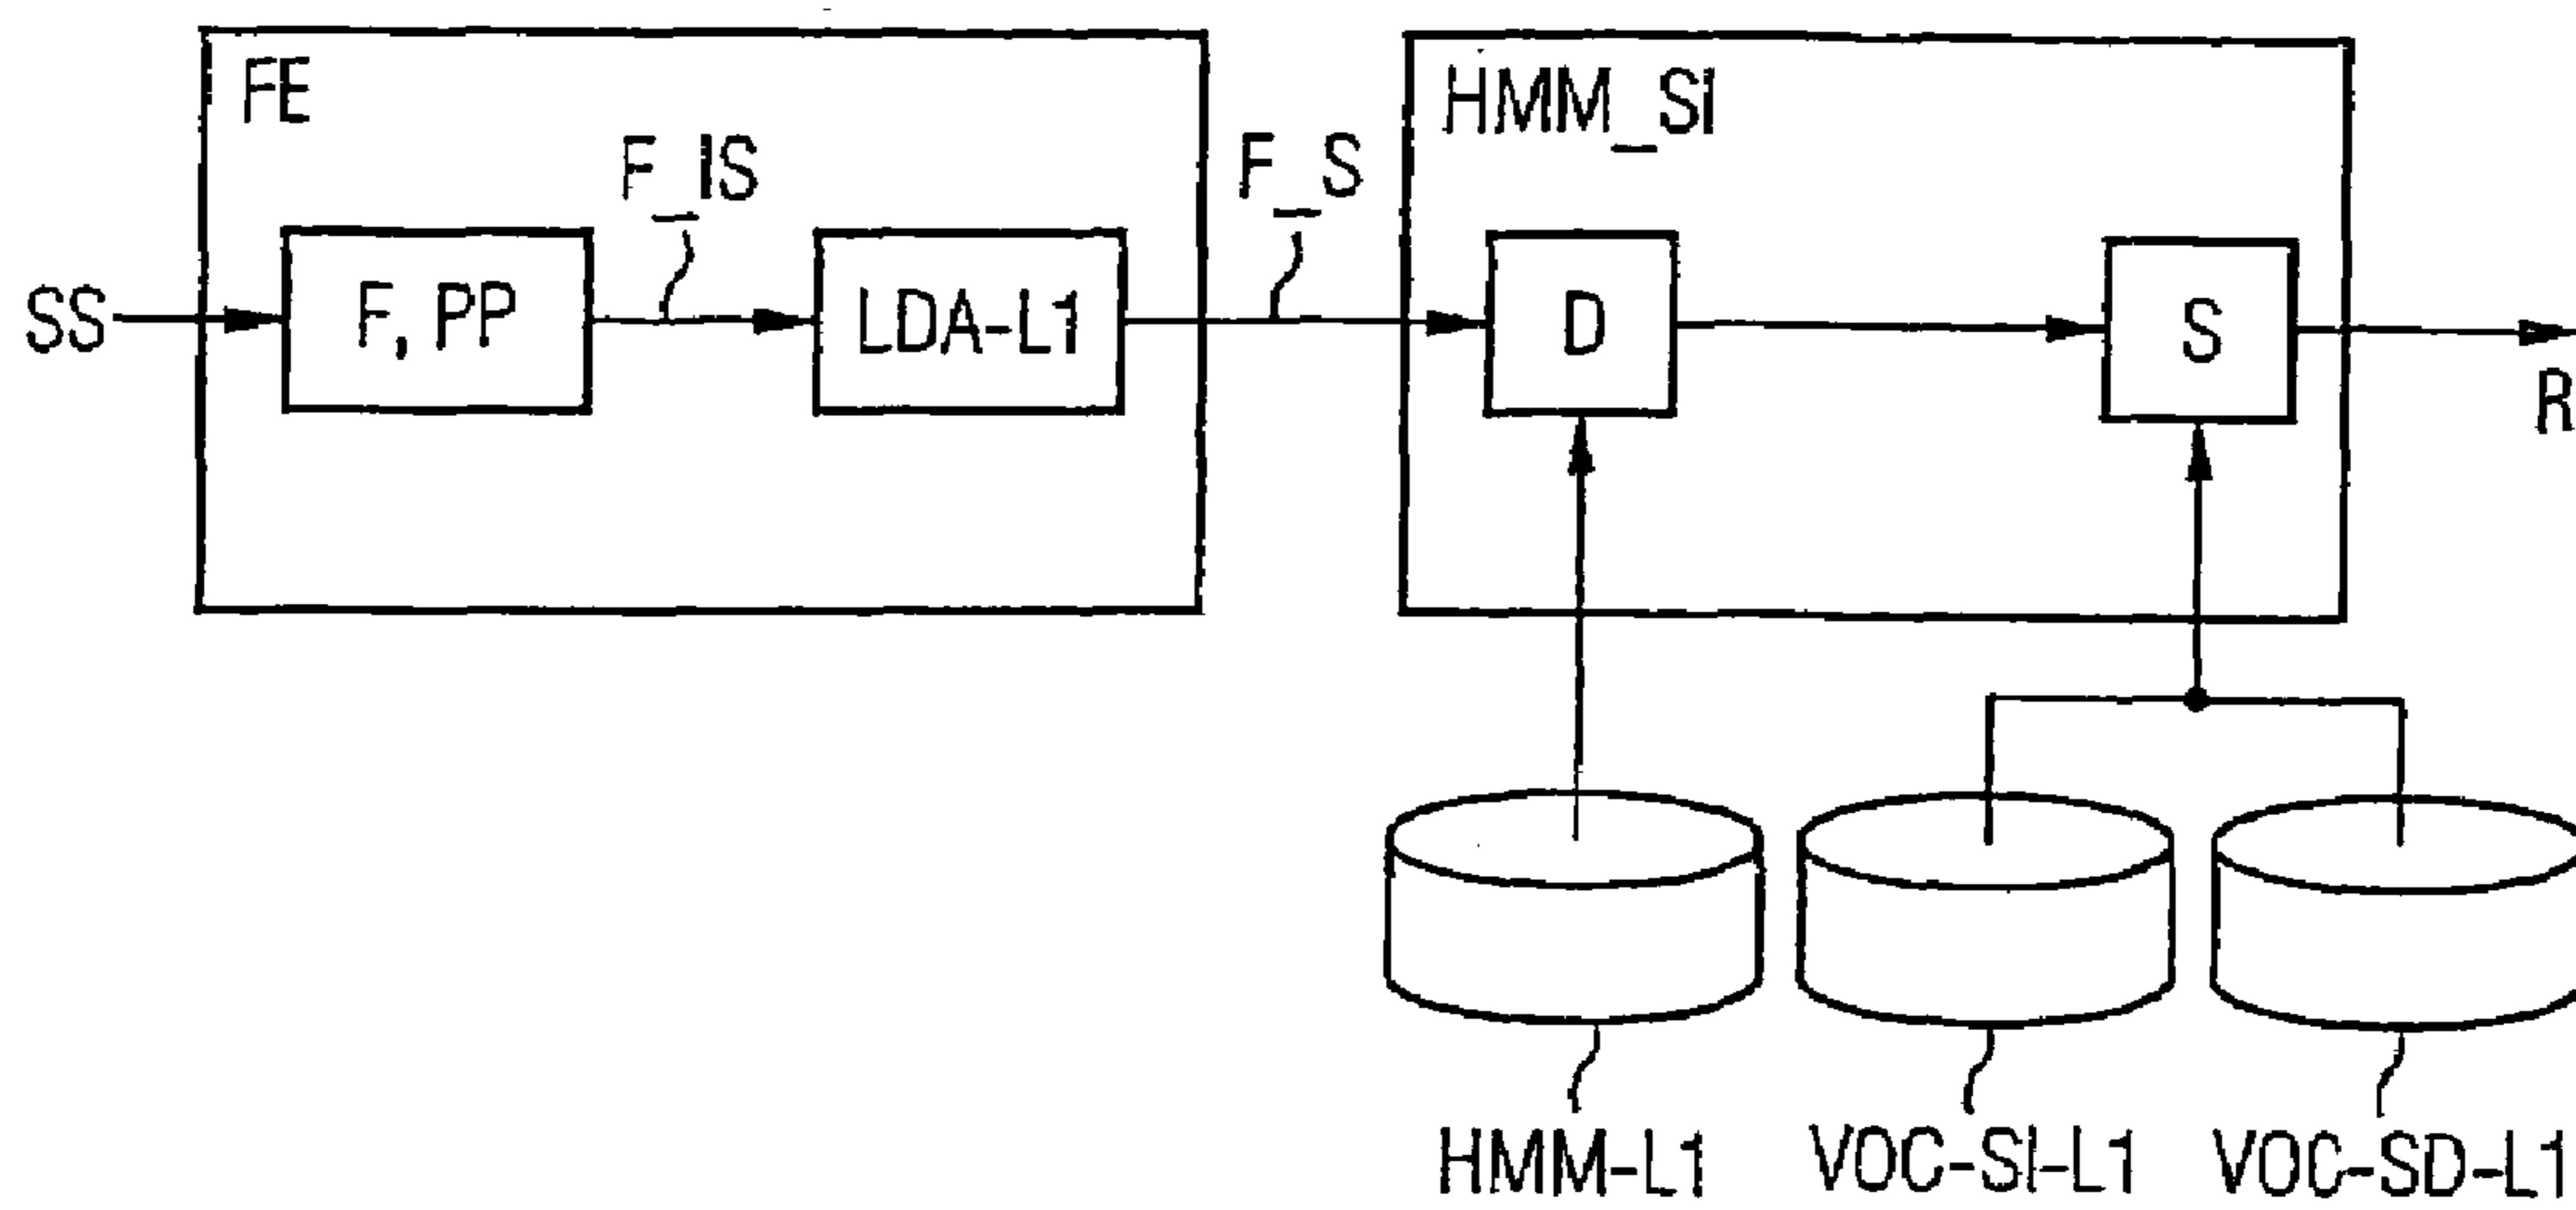 FE
HMM_SI
F_IS
F_S
SS
F, PP
LDA-L1
D
S
R
HMM-L1
VOC-SI-L1
VOC-SD-L1